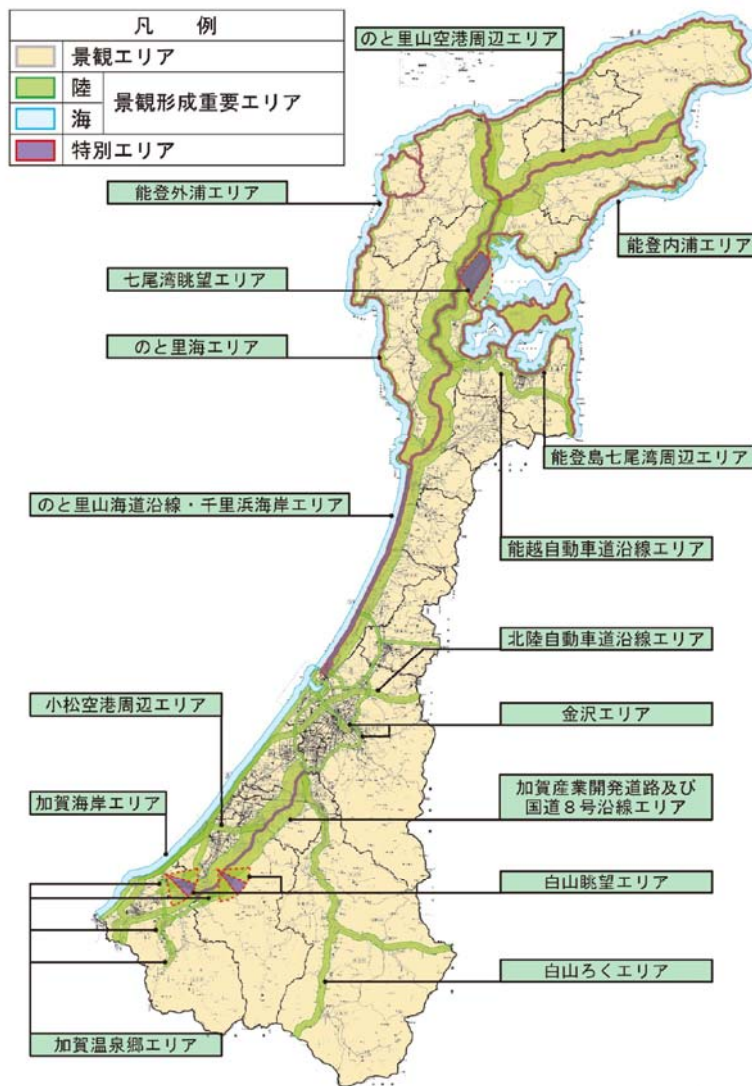 凡 例
景観エリア
陸
海
景観形成重要エリア
特別エリア
のと里山空港周辺エリア
能登外浦エリア
能登内浦エリア
七尾湾眺望エリア
のと里海エリア
能登島七尾湾周辺エリア
のと里山海道沿線・千里浜海岸エリア
能越自動車道沿線エリア
北陸自動車道沿線エリア
小松空港周辺エリア
金沢エリア
加賀海岸エリア
加賀産業開発道路及び
国道8号沿線エリア
白山眺望エリア
白山ろくエリア
加賀温泉郷エリア